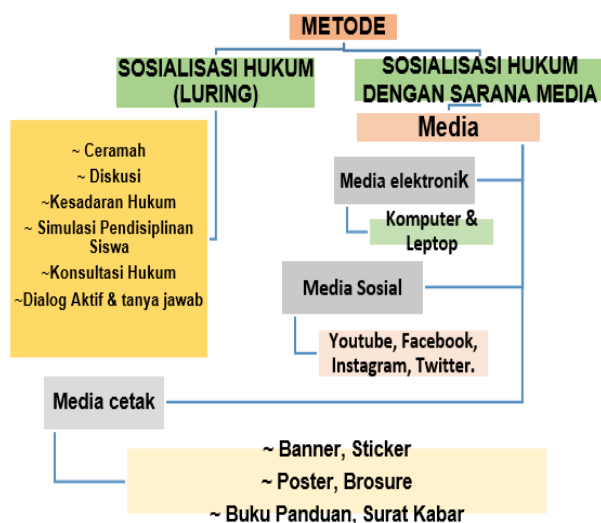 METODE
SOSIALISASI HUKUM
(LURING)
SOSIALISASI HUKUM
DENGAN SARANA MEDIA
Media
~ Ceramah
~ Diskusi
~Kesadaran Hukum
~ Simulasi Pendisiplinan
Siswa
~Konsultasi Hukum
~Dialog Aktif & tanya jawab
Media elektronik
Komputer &
Leptop
Media Sosial
Youtube, Facebook,
Instagram, Twitter.
Media cetak
~ Banner, Sticker
~ Poster, Brosure
~ Buku Panduan, Surat Kabar